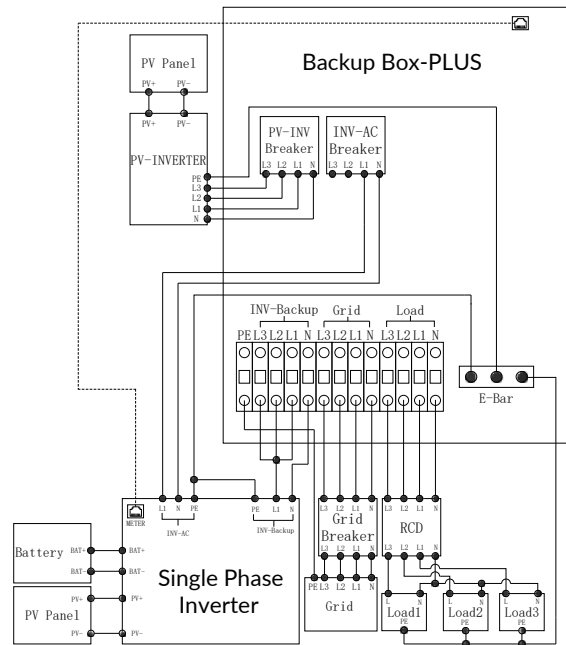 Backup Box-PLUS
PV Panel
PV+ PV-
PV+ PV-
PV-INVERTER
PE
L3
L2
L1
N
PV-INV
Breaker
L3 L2 L1 N
INV-AC
Breaker
L3 L2 L1 N
INV-Backup Grid Load
PE L3 L2 L1 N L3 L2 L1 N L3 L2 L1 N
E-Bar
L1 N PE
INV-AC
PE L1 N
INV-Backup
METER
Battery
BAT+ BAT+
BAT- BAT-
PV Panel
PV+ PV+
PV- PV-
Single Phase
Inverter
L3 L2 L1 N
Grid
Breaker
L3 L2 L1 N
PE L3 L2 L1 N
Grid
L3 L2 L1 N
RCD
L3 L2 L1 N
L N
Load1
PE
L N
Load2
PE
L N
Load3
PE